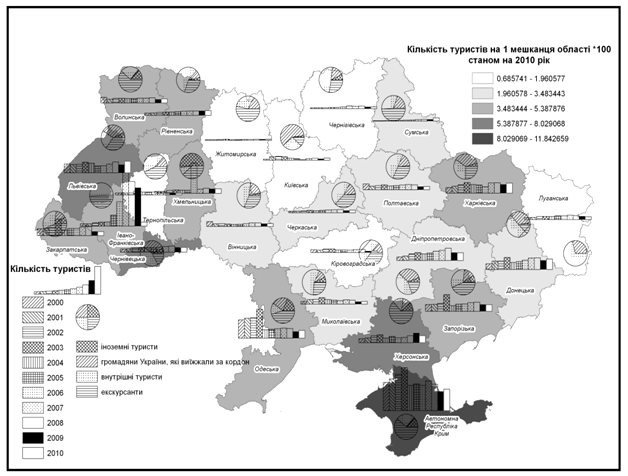 Кількість туристів на 1 мешканця області *100
станом на 2010 рік
0.685741 - 1.960577
1.960578 - 3.483443
3.483444 - 5.387876
5.387877 - 8.029068
8.029069 - 11.842659
Волинська
Рівненська
Житомирська
Чернігівська
Сумська
Київська
Львівська
Тернопільська
Хмельницька
Полтавська
Харківська
Луганська
Черкаська
Вінницька
Івано-
Франківська
Закарпатська
Чернівецька
Кіровоградська
Дніпропетровська
Донецька
Миколаївська
Запорізька
Одеська
Херсонська
Автономна
Республіка
Крим
Кількість туристів
2000
2001
2002
2003
2004
2005
2006
2007
2008
2009
2010
іноземні туристи
громадяни України, які виїжжали за кордон
внутрішні туристи
екскурсанти